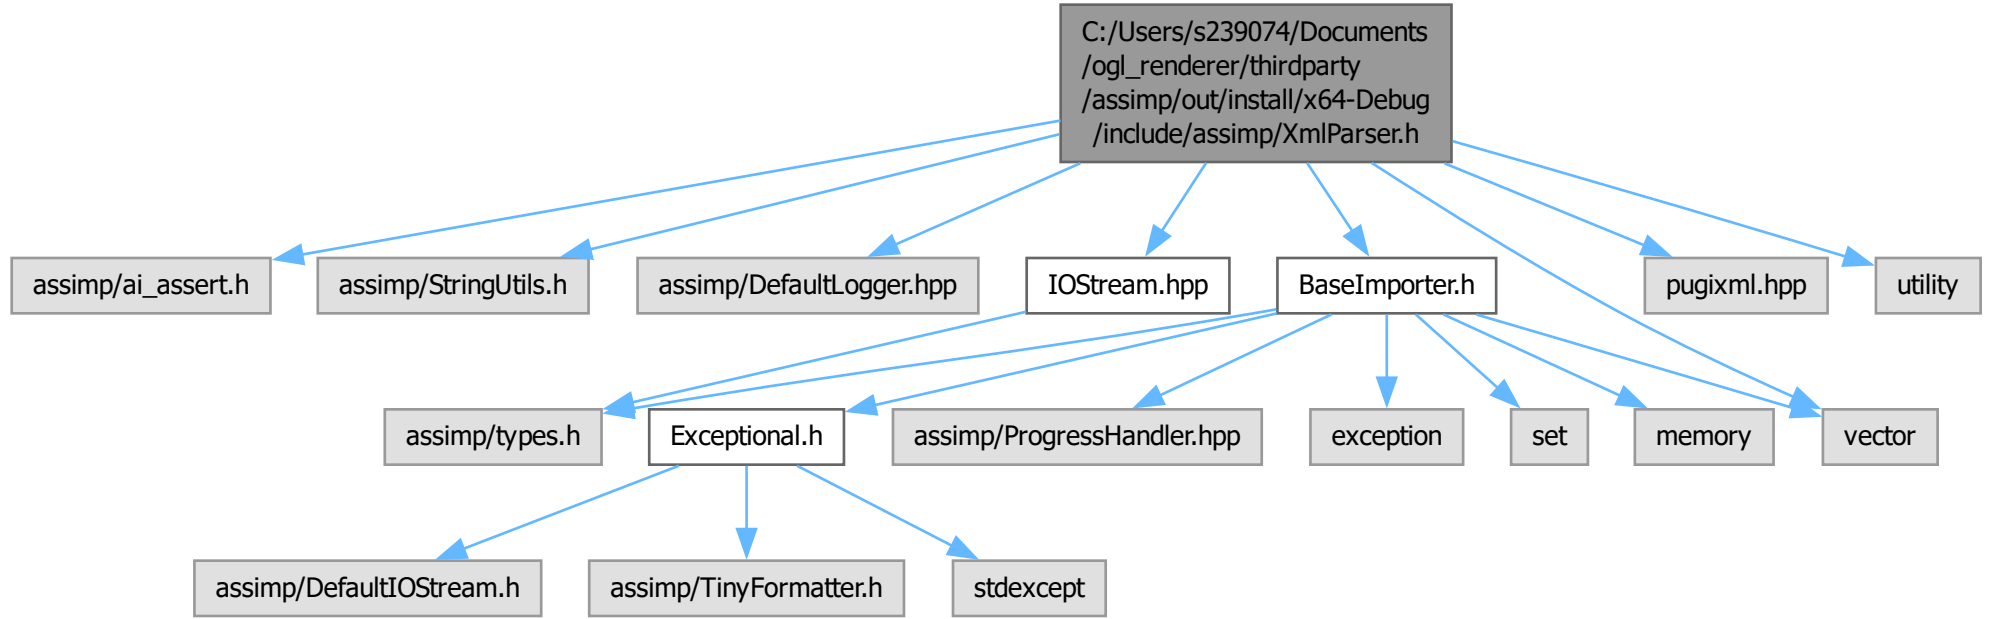 C:/Users/s239074/Documents
/ogl_renderer/thirdparty
/assimp/out/install/x64-Debug
/include/assimp/XmlParser.h
assimp/ai_assert.h
assimp/StringUtils.h
assimp/DefaultLogger.hpp
IOStream.hpp
BaseImporter.h
pugixml.hpp
utility
assimp/types.h
Exceptional.h
assimp/ProgressHandler.hpp
exception
set
memory
vector
assimp/DefaultIOStream.h
assimp/TinyFormatter.h
stdexcept